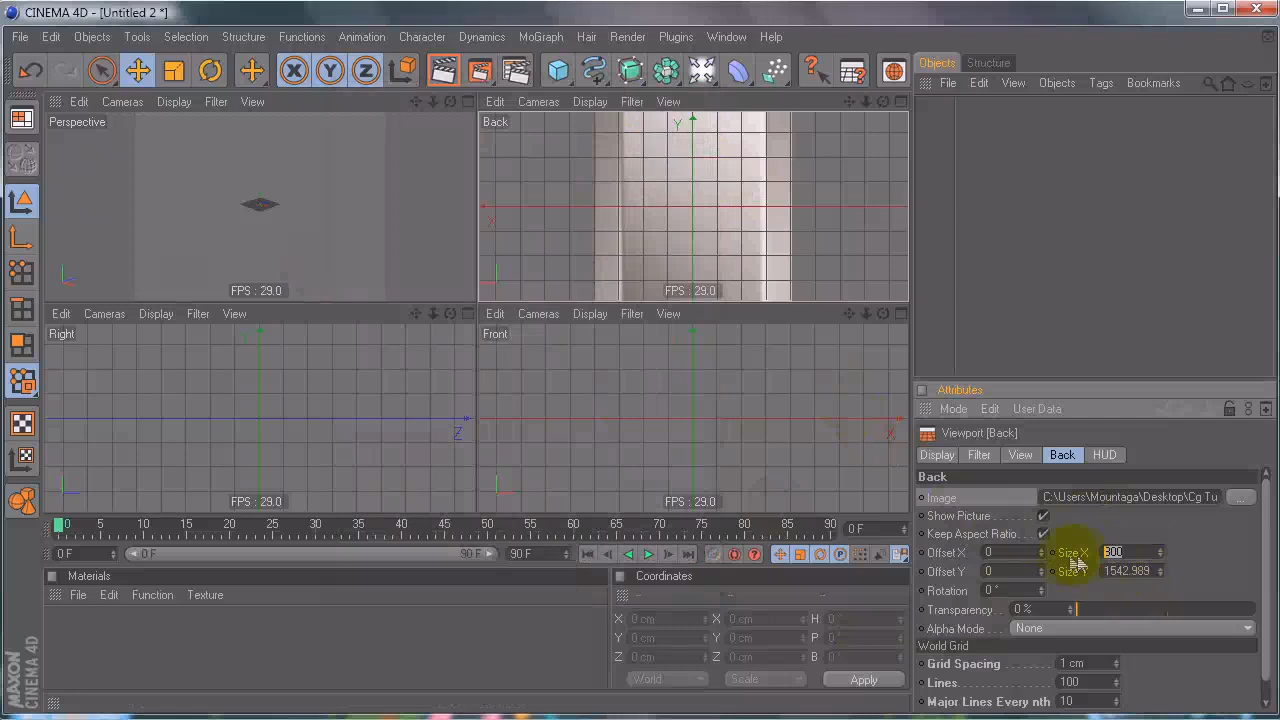 CINEMA 4D - [Untitled 2 *]
File Edit Objects Tools Selection Structure Functions Animation Character Dynamics MoGraph Hair Render Plugins Window Help
X Y Z
Objects Structure
File Edit View Objects Tags Bookmarks
Edit Cameras Display Filter View
Perspective
FPS : 29.0
Edit Cameras Display Filter View
Back
Y
X
FPS : 29.0
Edit Cameras Display Filter View
Right
Y
Z
FPS : 29.0
Edit Cameras Display Filter View
Front
X
FPS : 29.0
Attributes
Mode Edit User Data
Viewport [Back]
Display Filter View Back HUD
Back
Image C:\Users\Mountaga\Desktop\Cg Tu ...
Show Picture
Keep Aspect Ratio
Offset X 0 Size X 800
Offset Y 0 Size Y 1542.989
Rotation 0 °
Transparency 0 %
Alpha Mode None
World Grid
Grid Spacing 1 cm
Lines 100
Major Lines Every nth 10
0 5 10 15 20 25 30 35 40 45 50 55 60 65 70 75 80 85 90 0 F
0 F 0 F 90 F 90 F
Materials
File Edit Function Texture
Coordinates
X 0 cm X 0 cm H 0 °
Y 0 cm Y 0 cm P 0 °
Z 0 cm Z 0 cm B 0 °
World Scale Apply
MAXON
CINEMA 4D